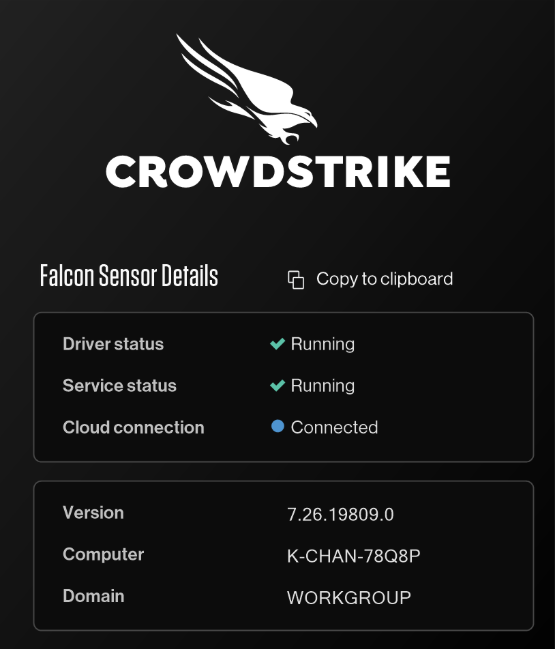 CROWDSTRIKE
Falcon Sensor Details Copy to clipboard
Driver status Running
Service status Running
Cloud connection Connected
Version 7.26.19809.0
Computer K-CHAN-78Q8P
Domain WORKGROUP